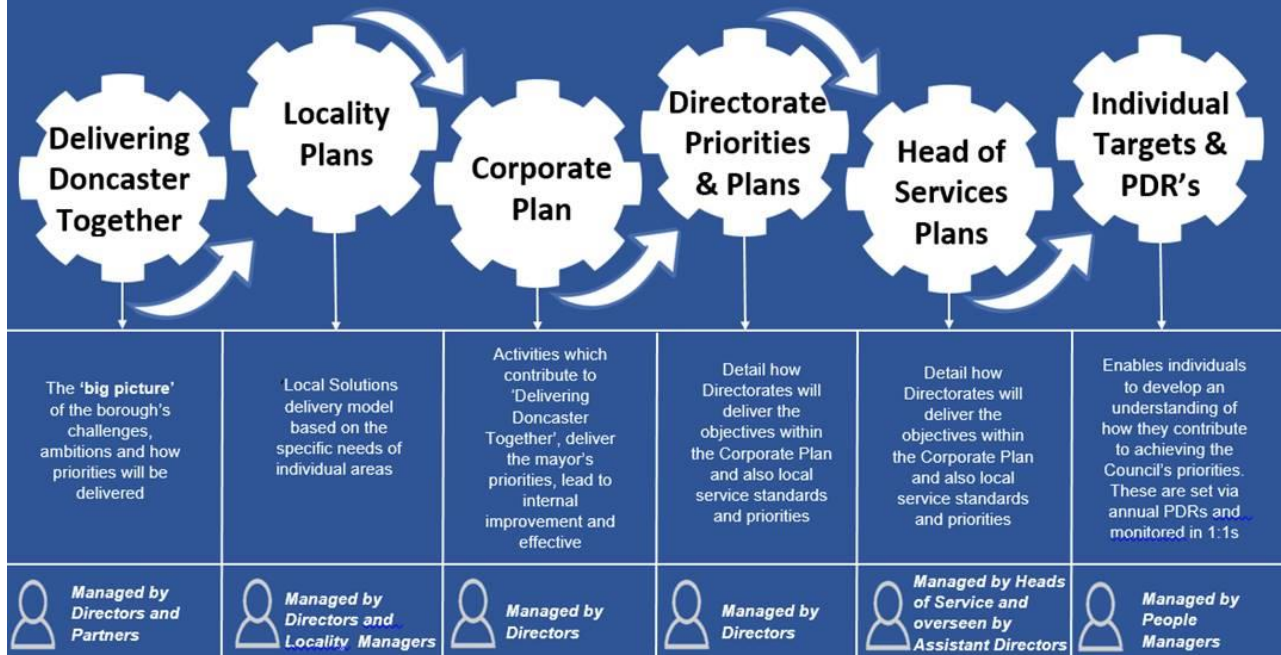 Delivering
Doncaster
Together
Locality
Plans
Corporate
Plan
Directorate
Priorities
& Plans
Head of
Services
Plans
Individual
Targets &
PDR’s
The ‘big picture’
of the borough’s
challenges,
ambitions and how
priorities will be
delivered
‘Local Solutions
delivery model
based on the
specific needs of
individual areas
Activities which
contribute to
‘Delivering
Doncaster
Together’, deliver
the mayor’s
priorities, lead to
internal
improvement and
effective
Detail how
Directorates will
deliver the
objectives within
the Corporate Plan
and also local
service standards
and priorities
Detail how
Directorates will
deliver the
objectives within
the Corporate Plan
and also local
service standards
and priorities
Enables individuals
to develop an
understanding of
how they contribute
to achieving the
Council’s priorities.
These are set via
annual PDRs and
monitored in 1:1s
Managed by
Directors and
Partners
Managed by
Directors and
Locality Managers
Managed by
Directors
Managed by
Directors
Managed by Heads
of Service and
overseen by
Assistant Directors
Managed by
People
Managers